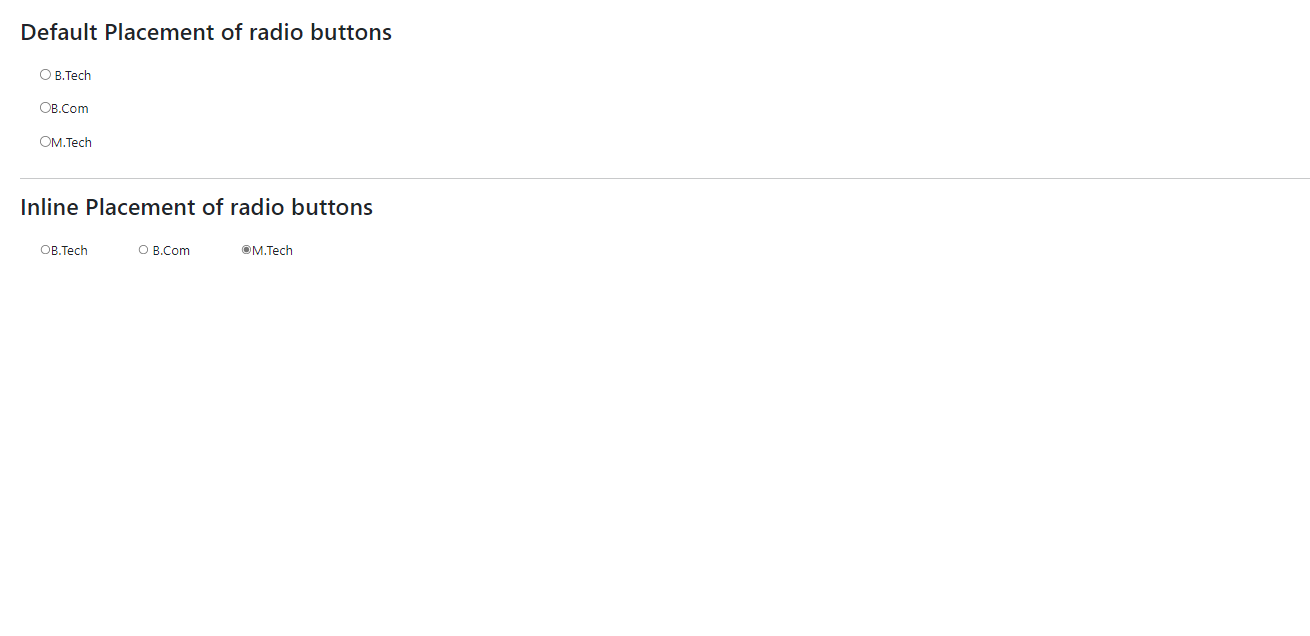 Default Placement of radio buttons
B.Tech
B.Com
M.Tech
Inline Placement of radio buttons
B.Tech B.Com M.Tech